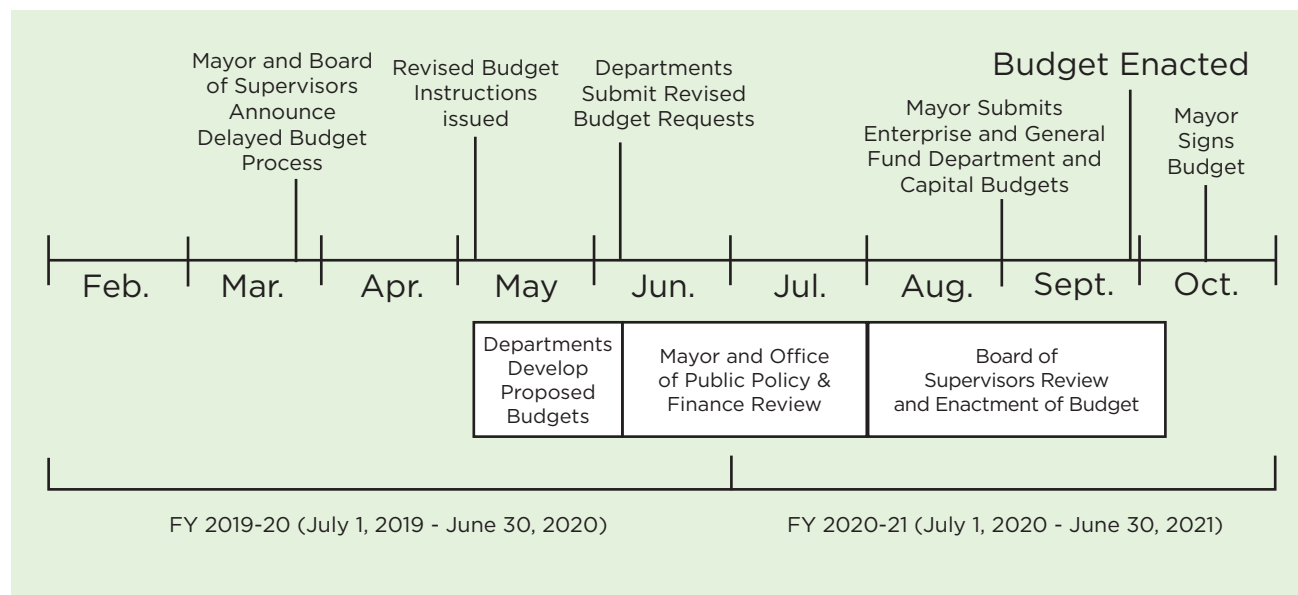 Mayor and Board
of Supervisors
Announce
Delayed Budget
Process
Revised Budget
Instructions
issued
Departments
Submit Revised
Budget Requests
Budget Enacted
Mayor Submits
Enterprise and General
Fund Department and
Capital Budgets
Mayor
Signs
Budget
Feb.
Mar.
Apr.
May
Jun.
Jul.
Aug.
Sept.
Oct.
Departments
Develop
Proposed
Budgets
Mayor and Office
of Public Policy &
Finance Review
Board of
Supervisors Review
and Enactment of Budget
FY 2019-20 (July 1, 2019 - June 30, 2020)
FY 2020-21 (July 1, 2020 - June 30, 2021)